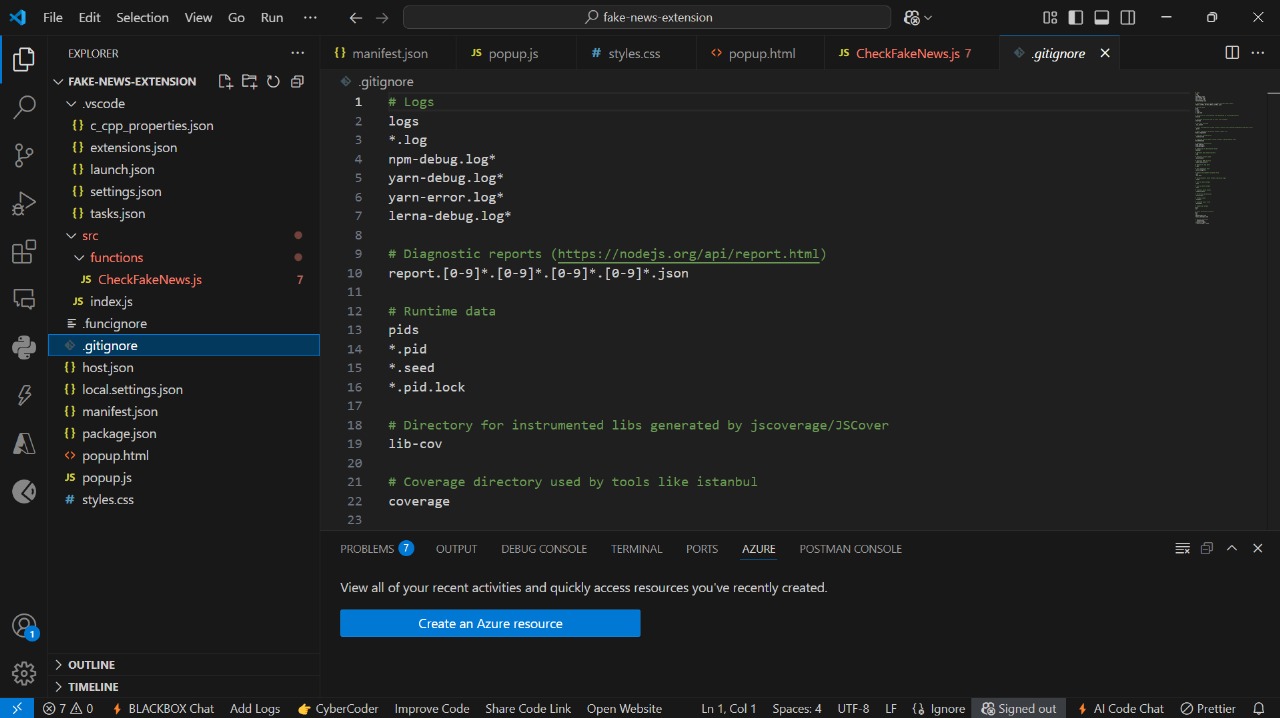 File Edit Selection View Go Run ···
fake-news-extension
EXPLORER
manifest.json
JS popup.js
# styles.css
<> popup.html
JS CheckFakeNews.js 7
.gitignore
FAKE-NEWS-EXTENSION
.vscode
{} c_cpp_properties.json
{} extensions.json
{} launch.json
{} settings.json
{} tasks.json
src
functions
JS CheckFakeNews.js 7
JS index.js
.funcignore
.gitignore
{} host.json
{} local.settings.json
{} manifest.json
{} package.json
<> popup.html
JS popup.js
# styles.css
OUTLINE
TIMELINE
.gitignore
1 # Logs
2 logs
3 *.log
4 npm-debug.log*
5 yarn-debug.log*
6 yarn-error.log*
7 lerna-debug.log*
8
9 # Diagnostic reports (https://nodejs.org/api/report.html)
10 report.[0-9]*.[0-9]*.[0-9]*.[0-9]*.json
11
12 # Runtime data
13 pids
14 *.pid
15 *.seed
16 *.pid.lock
17
18 # Directory for instrumented libs generated by jscoverage/JSCover
19 lib-cov
20
21 # Coverage directory used by tools like istanbul
22 coverage
23
PROBLEMS 7 OUTPUT DEBUG CONSOLE TERMINAL PORTS AZURE POSTMAN CONSOLE
View all of your recent activities and quickly access resources you've recently created.
Create an Azure resource
1
7 0 BLACKBOX Chat Add Logs CyberCoder Improve Code Share Code Link Open Website Ln 1, Col 1 Spaces: 4 UTF-8 LF {} Ignore Signed out AI Code Chat Prettier